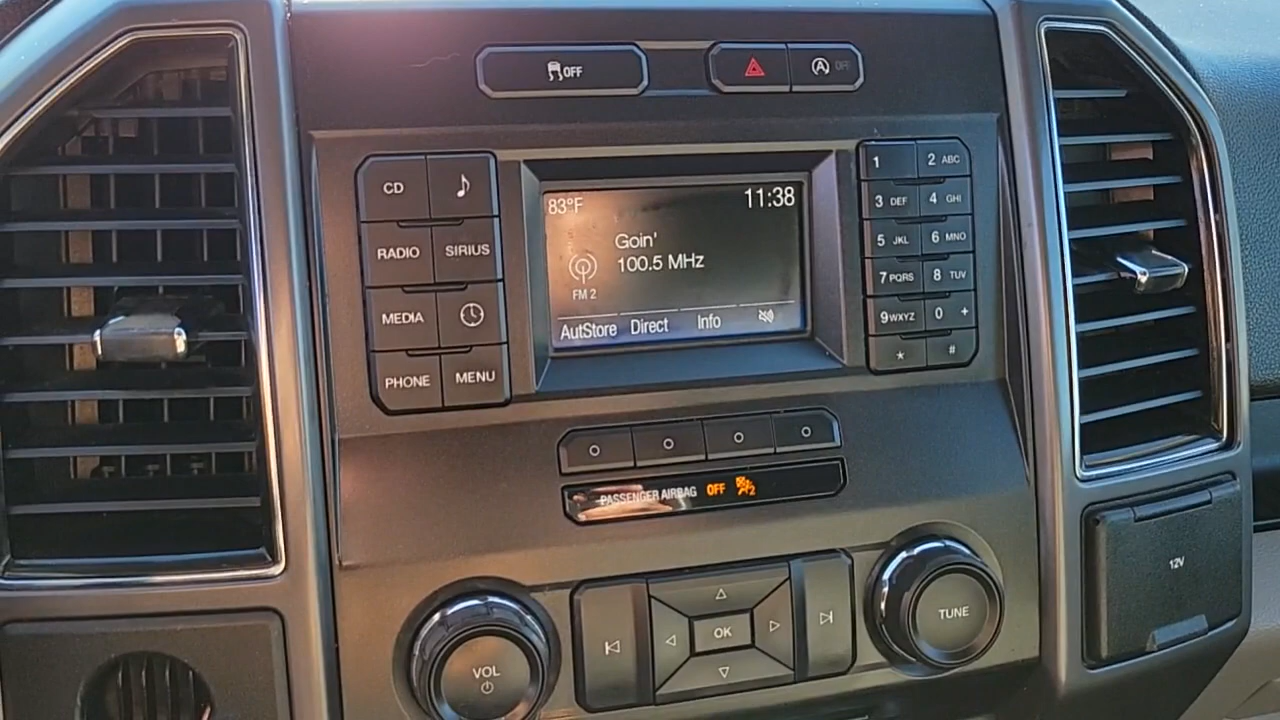 OFF
A OFF
CD
RADIO SIRIUS
MEDIA
PHONE MENU
83°F 11:38
Goin'
100.5 MHz
FM 2
AutoStore Direct Info
1 2 ABC
3 DEF 4 GHI
5 JKL 6 MNO
7 PQRS 8 TUV
9 WXYZ 0 +
* #
PASSENGER AIRBAG OFF 2
VOL
OK
TUNE
12V